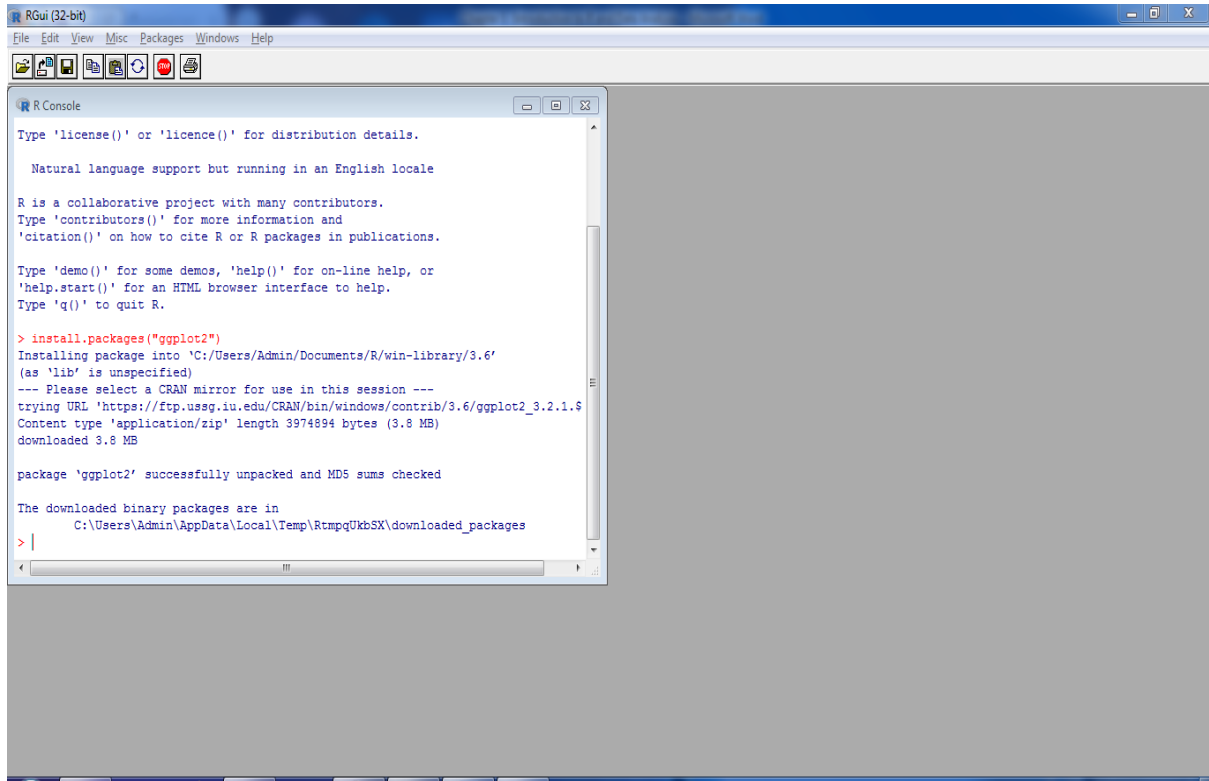 RGui (32-bit)
File Edit View Misc Packages Windows Help
STOP
R Console
Type 'license()' or 'licence()' for distribution details.
Natural language support but running in an English locale
R is a collaborative project with many contributors.
Type 'contributors()' for more information and
'citation()' on how to cite R or R packages in publications.
Type 'demo()' for some demos, 'help()' for on-line help, or
'help.start()' for an HTML browser interface to help.
Type 'q()' to quit R.
> install.packages("ggplot2")
Installing package into ‘C:/Users/Admin/Documents/R/win-library/3.6’
(as ‘lib’ is unspecified)
--- Please select a CRAN mirror for use in this session ---
trying URL 'https://ftp.ussg.iu.edu/CRAN/bin/windows/contrib/3.6/ggplot2_3.2.1.$
Content type 'application/zip' length 3974894 bytes (3.8 MB)
downloaded 3.8 MB
package ‘ggplot2’ successfully unpacked and MD5 sums checked
The downloaded binary packages are in
C:\Users\Admin\AppData\Local\Temp\RtmpqUkbSX\downloaded_packages
>